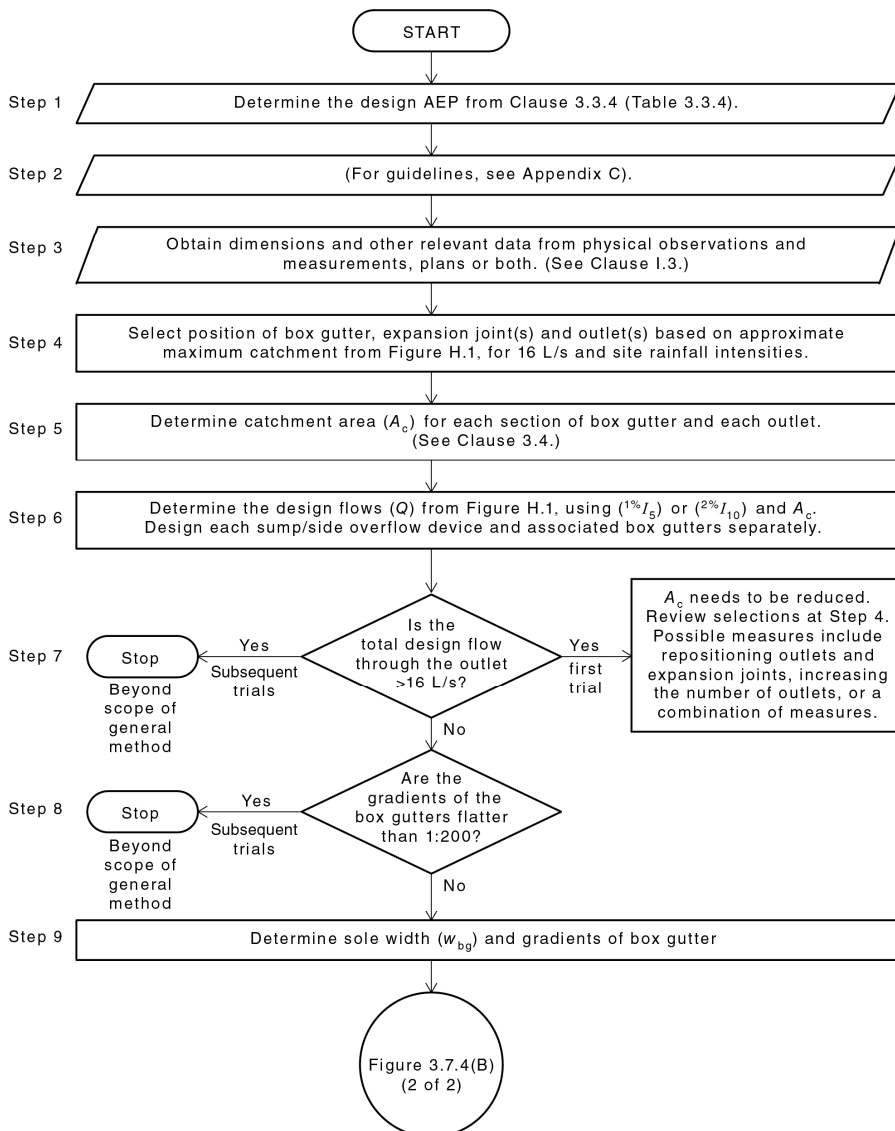 START
Step 1
Determine the design AEP from Clause 3.3.4 (Table 3.3.4).
Step 2
(For guidelines, see Appendix C).
Step 3
Obtain dimensions and other relevant data from physical observations and
measurements, plans or both. (See Clause I.3.)
Step 4
Select position of box gutter, expansion joint(s) and outlet(s) based on approximate
maximum catchment from Figure H.1, for 16 L/s and site rainfall intensities.
Step 5
Determine catchment area (Ac) for each section of box gutter and each outlet.
(See Clause 3.4.)
Step 6
Determine the design flows (Q) from Figure H.1, using (1%I5) or (2%I10) and Ac.
Design each sump/side overflow device and associated box gutters separately.
Step 7
Is the
total design flow
through the outlet
>16 L/s?
Yes
Subsequent
trials
Stop
Beyond
scope of
general
method
Yes
first
trial
Ac needs to be reduced.
Review selections at Step 4.
Possible measures include
repositioning outlets and
expansion joints, increasing
the number of outlets, or a
combination of measures.
No
Step 8
Are the
gradients of the
box gutters flatter
than 1:200?
Yes
Subsequent
trials
Stop
Beyond
scope of
general
method
No
Step 9
Determine sole width (wbg) and gradients of box gutter
Figure 3.7.4(B)
(2 of 2)